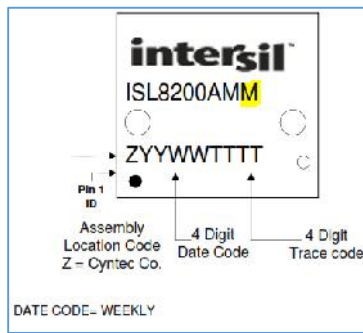 intersil™
ISL8200AMM
ZYYWWTTTT
Pin 1
ID
Assembly
Location Code
Z = Cyntec Co.
4 Digit
Date Code
4 Digit
Trace code
DATE CODE= WEEKLY